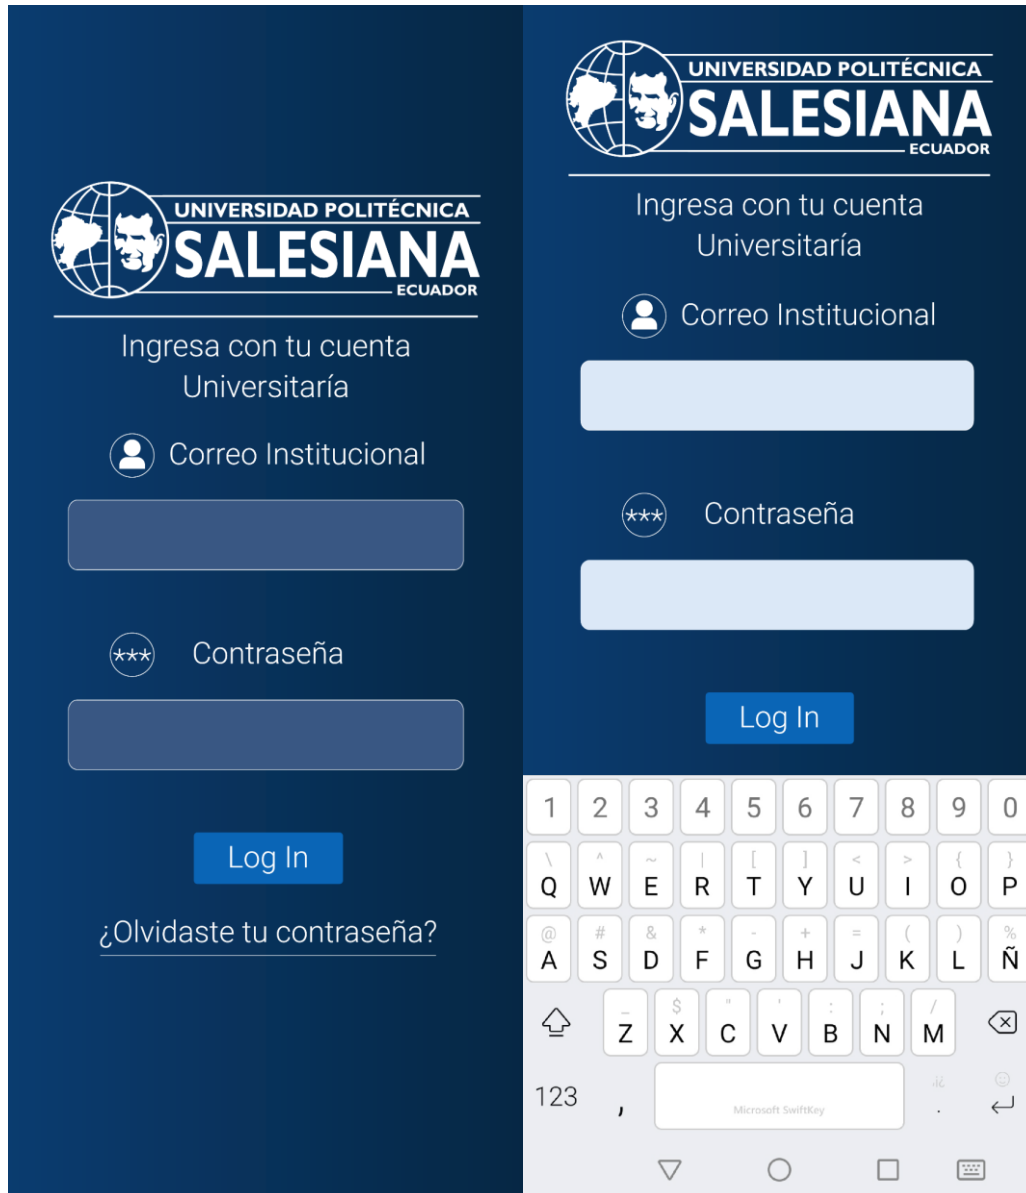 UNIVERSIDAD POLITÉCNICA
SALESIANA
ECUADOR
Ingresa con tu cuenta
Universitaría
Correo Institucional
*** Contraseña
Log In
¿Olvidaste tu contraseña?
UNIVERSIDAD POLITÉCNICA
SALESIANA
ECUADOR
Ingresa con tu cuenta
Universitaría
Correo Institucional
*** Contraseña
Log In
1 2 3 4 5 6 7 8 9 0
\ ^ ~ | [ ] < > { }
Q W E R T Y U I O P
@ # & * - + = ( ) %
A S D F G H J K L Ñ
_ $ " ' : ; /
Z X C V B N M
123 , Microsoft SwiftKey .